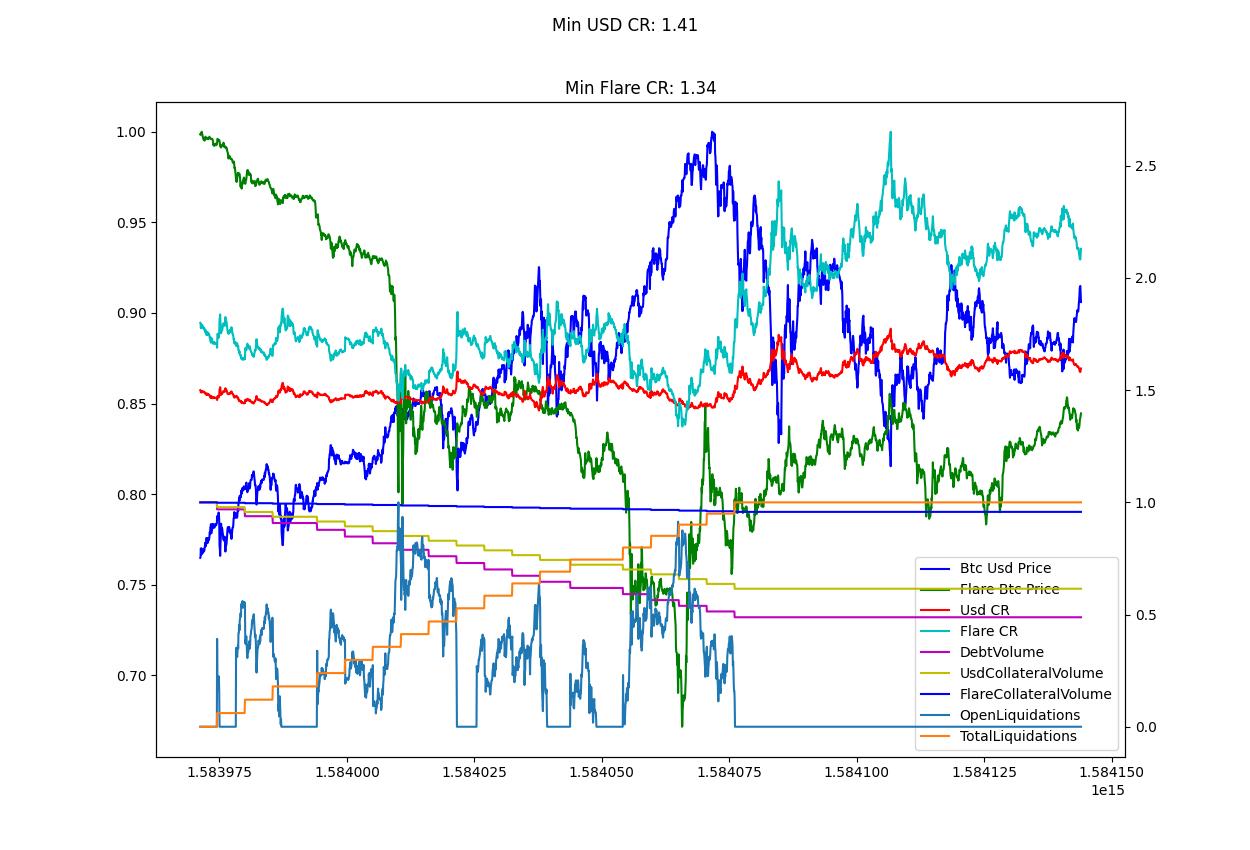 Min USD CR: 1.41
Min Flare CR: 1.34
1.00
0.95
0.90
0.85
0.80
0.75
0.70
2.5
2.0
1.5
1.0
0.5
0.0
Btc Usd Price
Flare Btc Price
Usd CR
Flare CR
DebtVolume
UsdCollateralVolume
FlareCollateralVolume
OpenLiquidations
TotalLiquidations
1.583975 1.584000 1.584025 1.584050 1.584075 1.584100 1.584125 1.584150
1e15